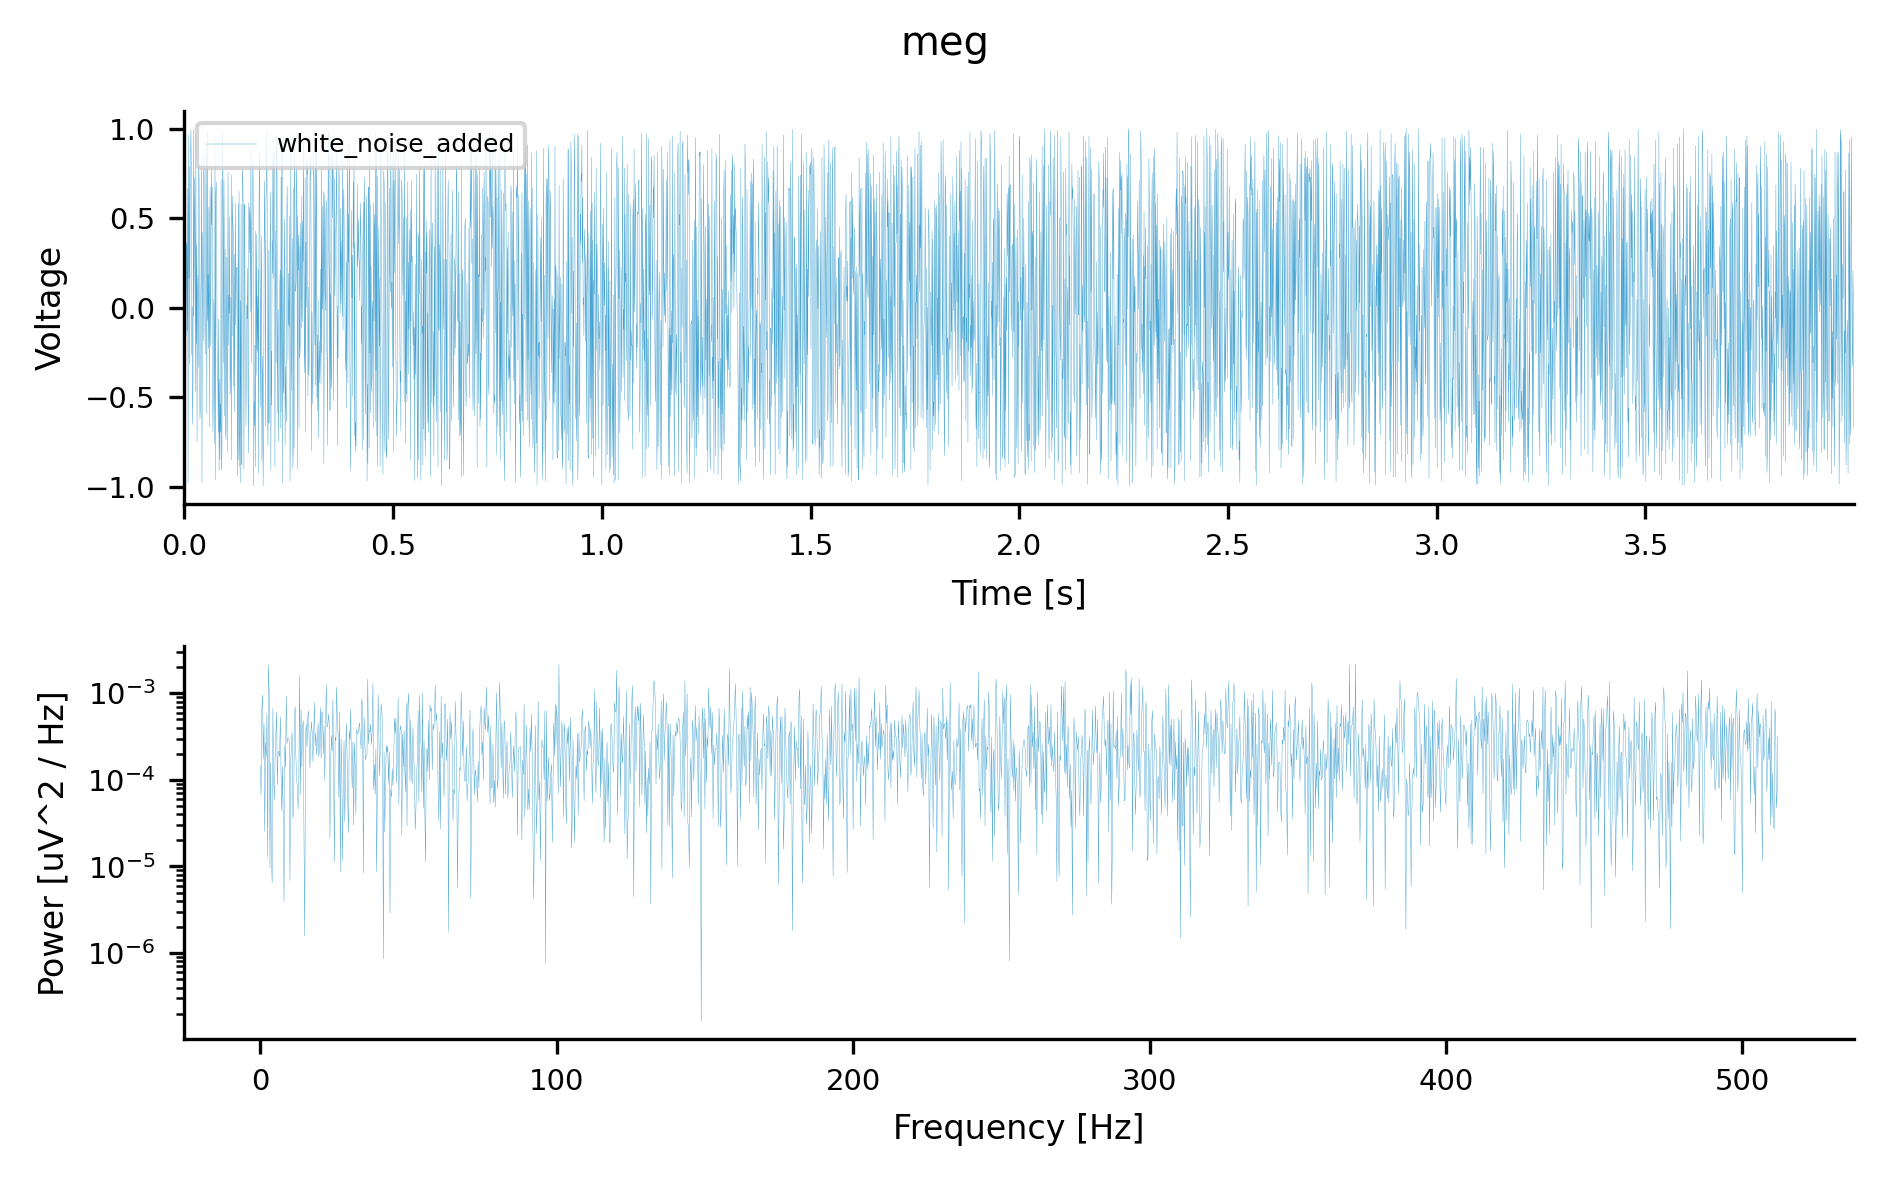 meg
white_noise_added
1.0
0.5
0.0
−0.5
−1.0
Voltage
0.0 0.5 1.0 1.5 2.0 2.5 3.0 3.5
Time [s]
10⁻³
10⁻⁴
10⁻⁵
10⁻⁶
Power [uV^2 / Hz]
0 100 200 300 400 500
Frequency [Hz]